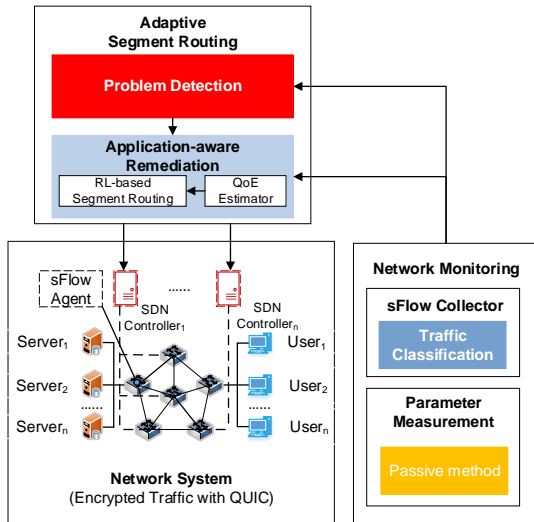 Adaptive
Segment Routing
Problem Detection
Application-aware
Remediation
RL-based
Segment Routing
QoE
Estimator
sFlow
Agent
......
SDN
Controller1
SDN
Controllern
Server1
Server2
......
Servern
User1
User2
......
Usern
Network System
(Encrypted Traffic with QUIC)
Network Monitoring
sFlow Collector
Traffic
Classification
Parameter
Measurement
Passive method